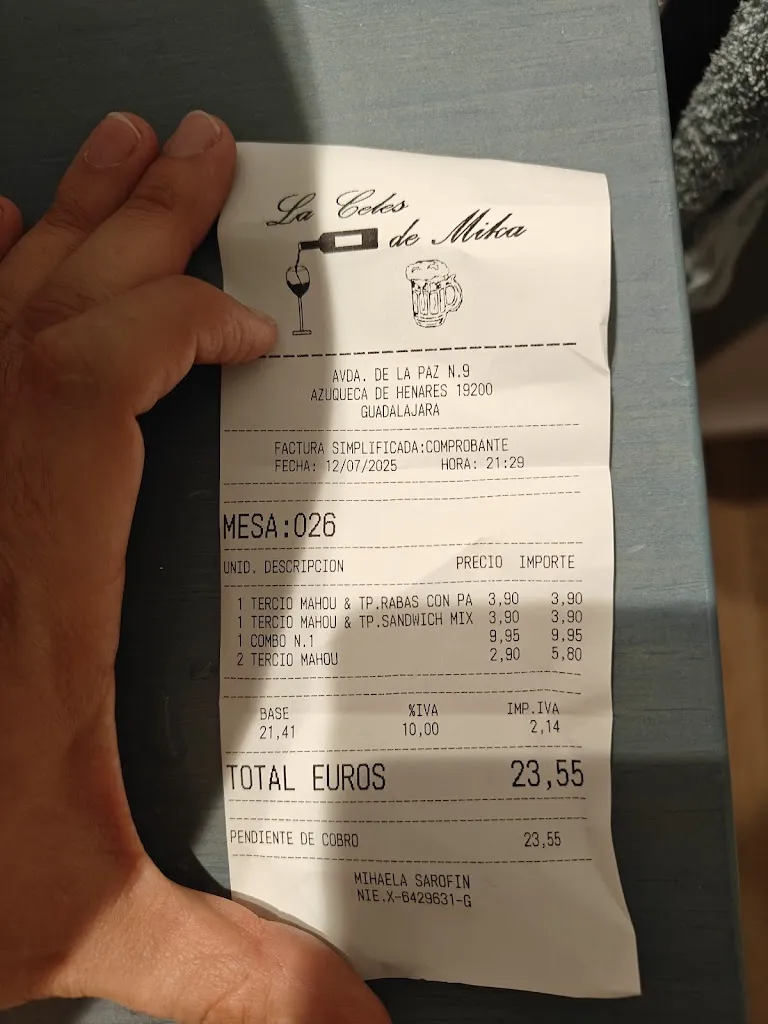 La Celes
de Mika
AVDA. DE LA PAZ N.9
AZUQUECA DE HENARES 19200
GUADALAJARA
FACTURA SIMPLIFICADA:COMPROBANTE
FECHA: 12/07/2025 HORA: 21:29
MESA:026
UNID. DESCRIPCION PRECIO IMPORTE
1 TERCIO MAHOU & TP.RABAS CON PA 3,90 3,90
1 TERCIO MAHOU & TP.SANDWICH MIX 3,90 3,90
1 COMBO N.1 9,95 9,95
2 TERCIO MAHOU 2,90 5,80
BASE %IVA IMP.IVA
21,41 10,00 2,14
TOTAL EUROS 23,55
PENDIENTE DE COBRO 23,55
MIHAELA SAROFIN
NIE.X-6429631-G